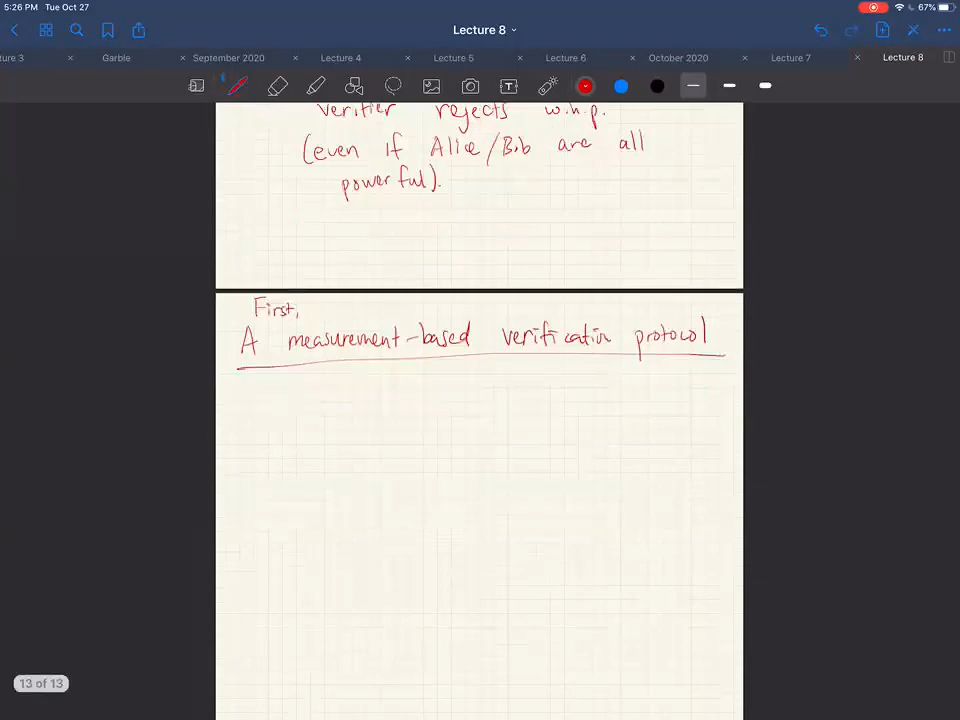 5:26 PM Tue Oct 27
67%
Lecture 8
ure 3
Garble
September 2020
Lecture 4
Lecture 5
Lecture 6
October 2020
Lecture 7
Lecture 8
verifier rejects w.h.p.
(even if Alice/Bob are all
powerful).
First,
A measurement-based verification protocol
13 of 13